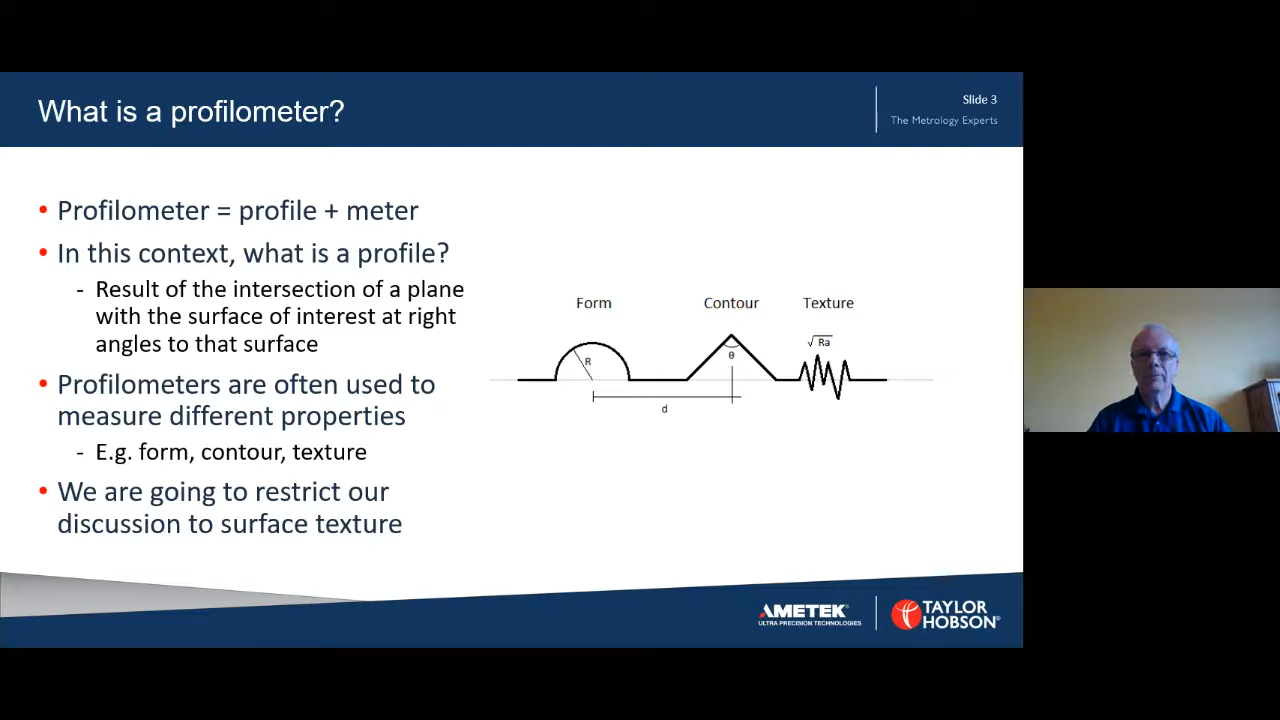 What is a profilometer?
Slide 3
The Metrology Experts
• Profilometer = profile + meter
• In this context, what is a profile?
- Result of the intersection of a plane
with the surface of interest at right
angles to that surface
• Profilometers are often used to
measure different properties
- E.g. form, contour, texture
• We are going to restrict our
discussion to surface texture
Form Contour Texture
√Ra
R
θ
d
AMETEK®
ULTRA PRECISION TECHNOLOGIES
TAYLOR
HOBSON®